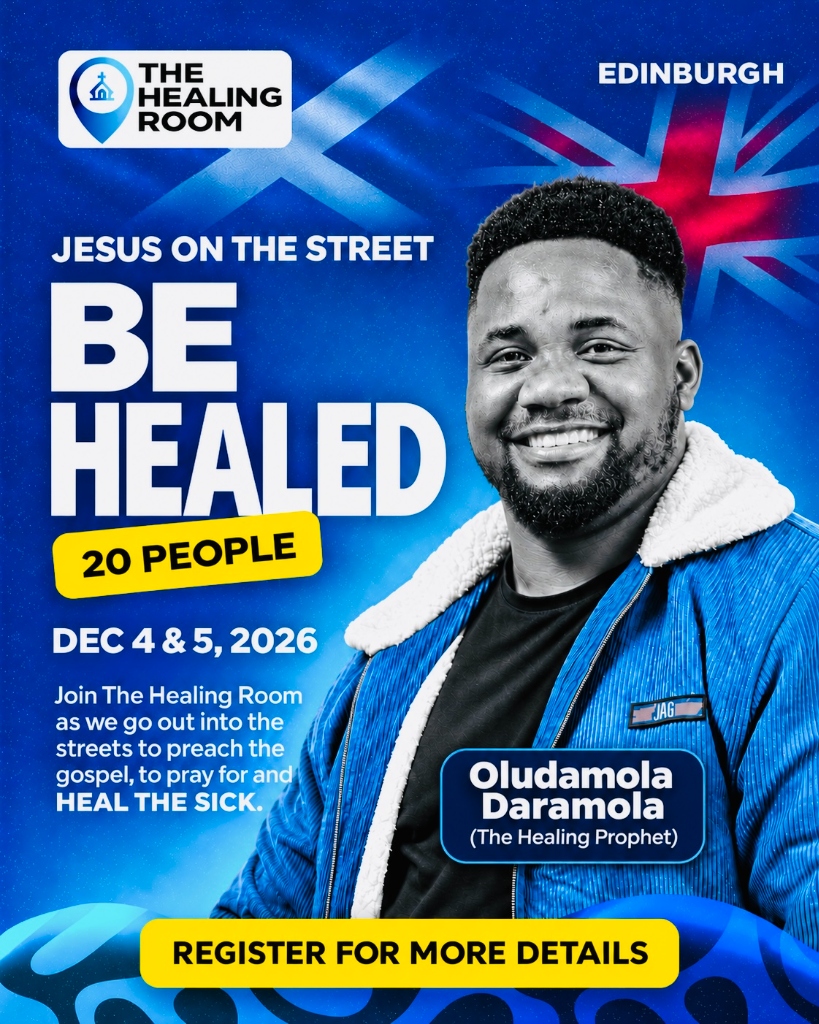 THE
HEALING
ROOM
EDINBURGH
JESUS ON THE STREET
BE
HEALED
20 PEOPLE
DEC 4 & 5, 2026
Join The Healing Room
as we go out into the
streets to preach the
gospel, to pray for and
HEAL THE SICK.
JAG
Oludamola
Daramola
(The Healing Prophet)
REGISTER FOR MORE DETAILS